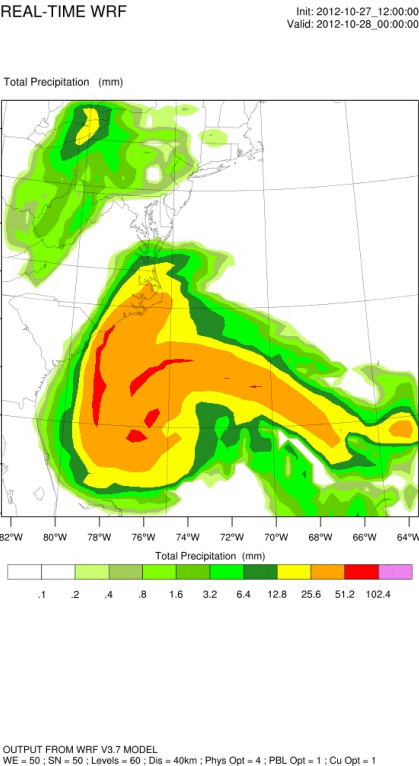 REAL-TIME WRF
Init: 2012-10-27_12:00:00
Valid: 2012-10-28_00:00:00
Total Precipitation (mm)
82°W 80°W 78°W 76°W 74°W 72°W 70°W 68°W 66°W 64°W
Total Precipitation (mm)
.1 .2 .4 .8 1.6 3.2 6.4 12.8 25.6 51.2 102.4
OUTPUT FROM WRF V3.7 MODEL
WE = 50 ; SN = 50 ; Levels = 60 ; Dis = 40km ; Phys Opt = 4 ; PBL Opt = 1 ; Cu Opt = 1